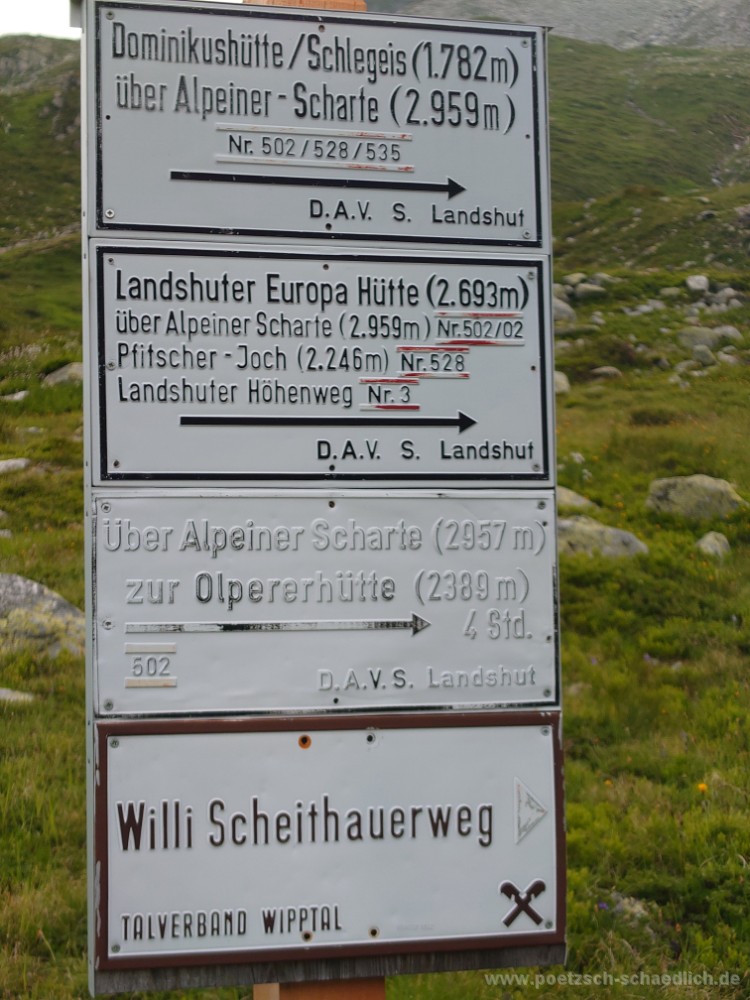 Dominikushütte/Schlegeis (1.782m)
über Alpeiner-Scharte (2.959m)
Nr. 502/528/535
D.A.V. S. Landshut
Landshuter Europa Hütte (2.693m)
über Alpeiner Scharte (2.959m) Nr.502/02
Pfitscher-Joch (2.246m) Nr.528
Landshuter Höhenweg Nr.3
D.A.V. S. Landshut
Über Alpeiner Scharte (2957m)
zur Olpererhütte (2389m)
4 Std.
502
D.A.V.S. Landshut
Willi Scheithauerweg
TALVERBAND WIPPTAL
www.poetzsch-schaedlich.de